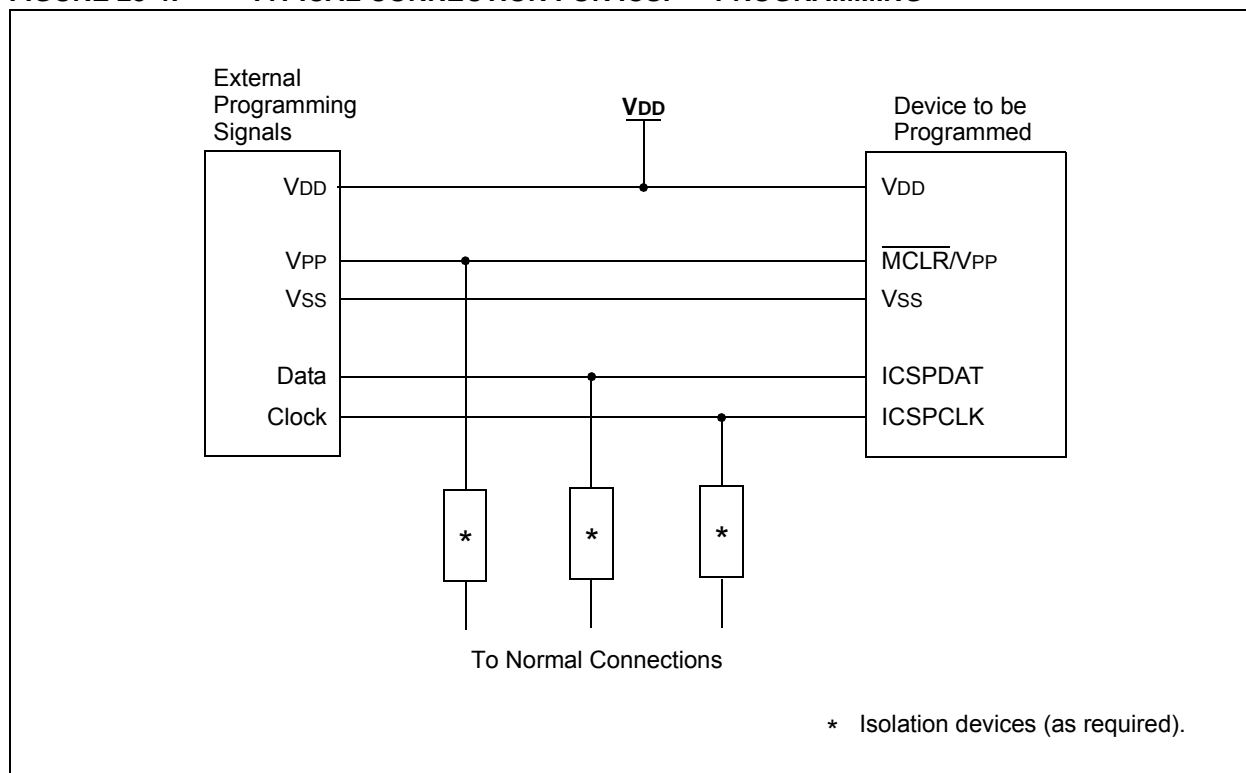 External
Programming
Signals
VDD
Device to be
Programmed
VDD
VDD
VPP
MCLR/VPP
VSS
VSS
Data
ICSPDAT
Clock
ICSPCLK
*
*
*
To Normal Connections
* Isolation devices (as required).